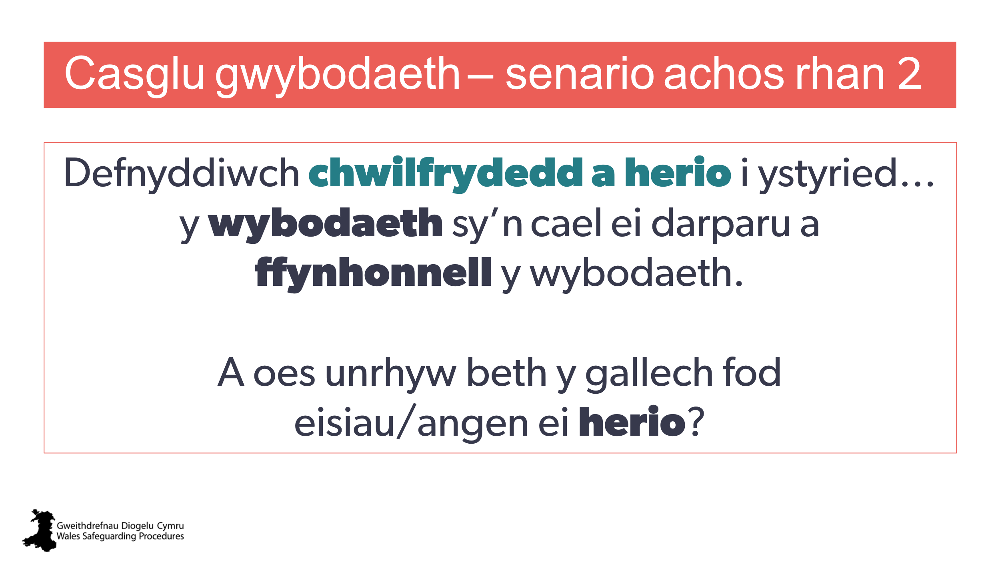 Casglu gwybodaeth – senario achos rhan 2
Defnyddiwch chwilfrydedd a herio i ystyried...
y wybodaeth sy’n cael ei darparu a
ffynhonnell y wybodaeth.
A oes unrhyw beth y gallech fod
eisiau/angen ei herio?
Gweithdrefnau Diogelu Cymru
Wales Safeguarding Procedures